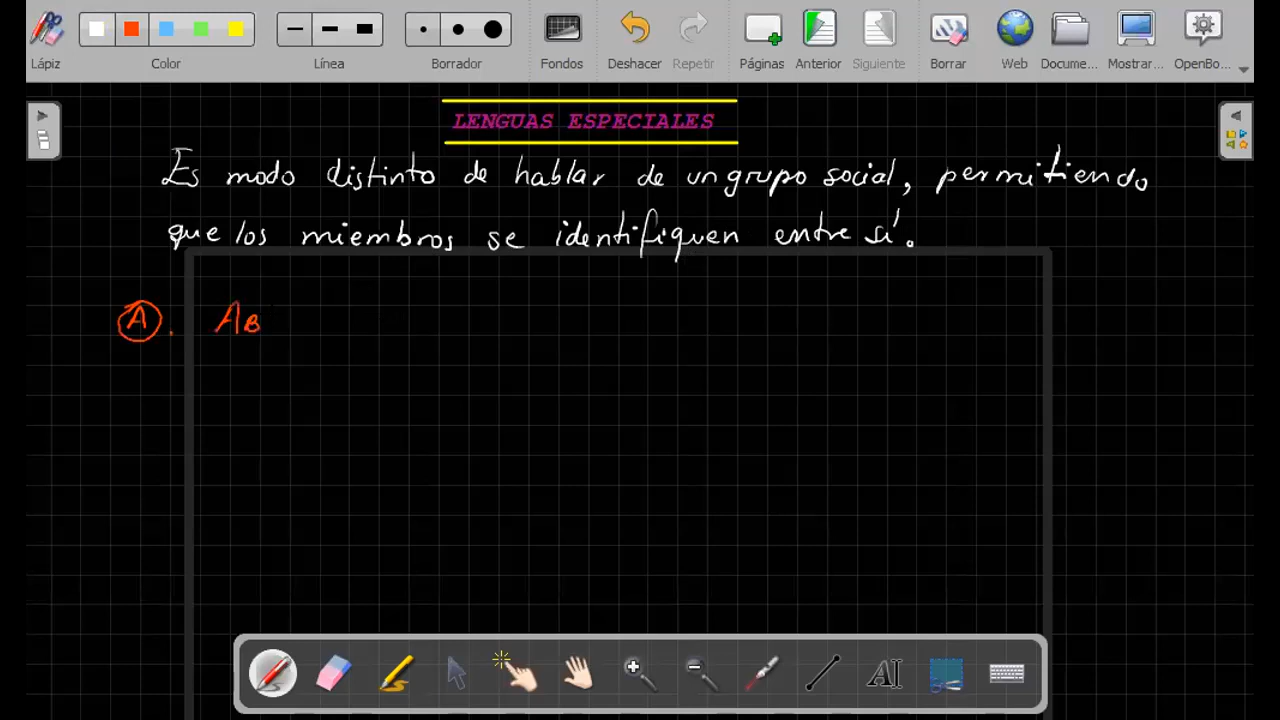 Lápiz Color Línea Borrador Fondos Deshacer Repetir Páginas Anterior Siguiente Borrar Web Docume... Mostrar... OpenBo...
LENGUAS ESPECIALES
Es modo distinto de hablar de un grupo social, permitiendo
que los miembros se identifiquen entre sí.
A. AB
AI